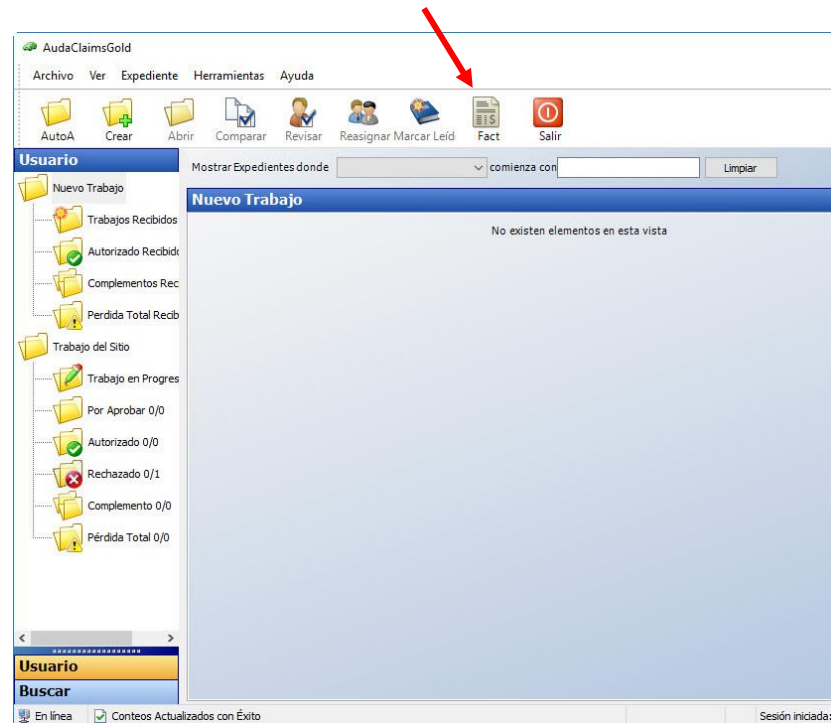 AudaClaimsGold
Archivo Ver Expediente Herramientas Ayuda
AutoA Crear Abrir Comparar Revisar Reasignar Marcar Leíd Fact Salir
Usuario
Mostrar Expedientes donde comienza con Limpiar
Nuevo Trabajo
Nuevo Trabajo
No existen elementos en esta vista
Trabajos Recibidos
Autorizado Recibido
Complementos Rec
Perdida Total Recib
Trabajo del Sitio
Trabajo en Progres
Por Aprobar 0/0
Autorizado 0/0
Rechazado 0/1
Complemento 0/0
Pérdida Total 0/0
Usuario
Buscar
En línea Conteos Actualizados con Éxito Sesión iniciada: